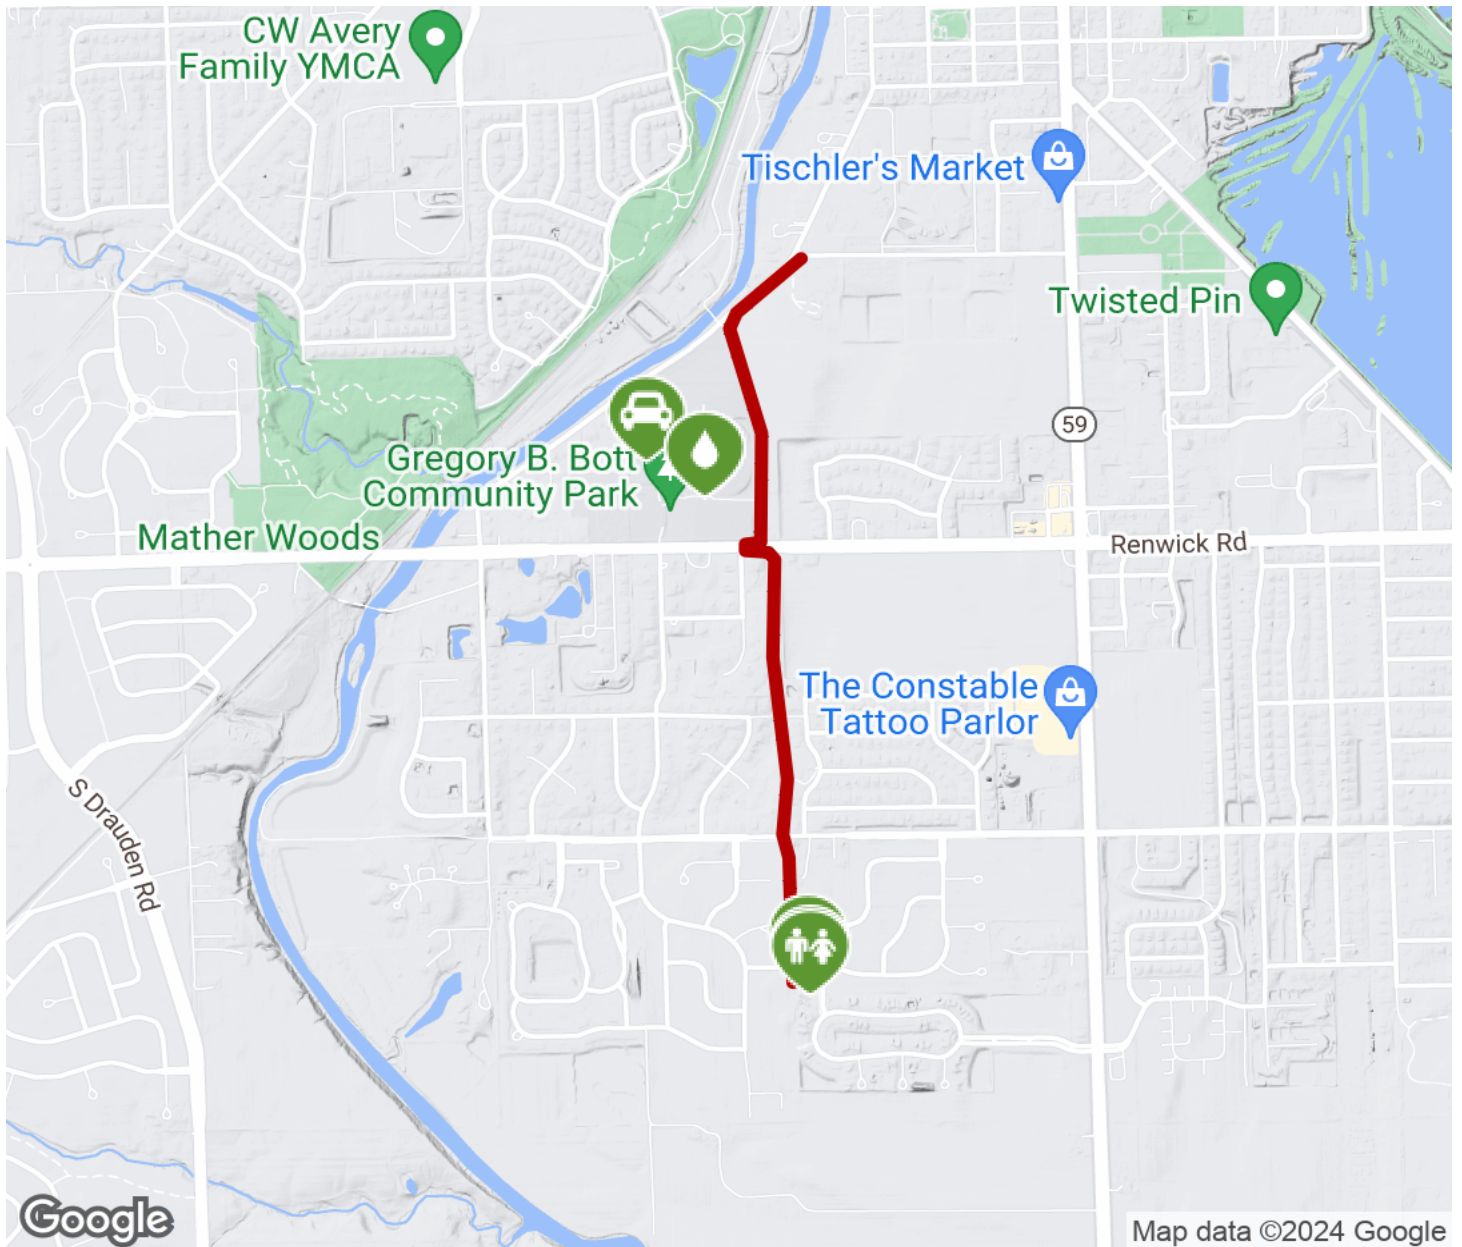 CW Avery
Family YMCA
Tischler's Market
Twisted Pin
59
Gregory B. Bott
Community Park
Mather Woods
Renwick Rd
The Constable
Tattoo Parlor
S Drauden Rd
Google
Map data ©2024 Google